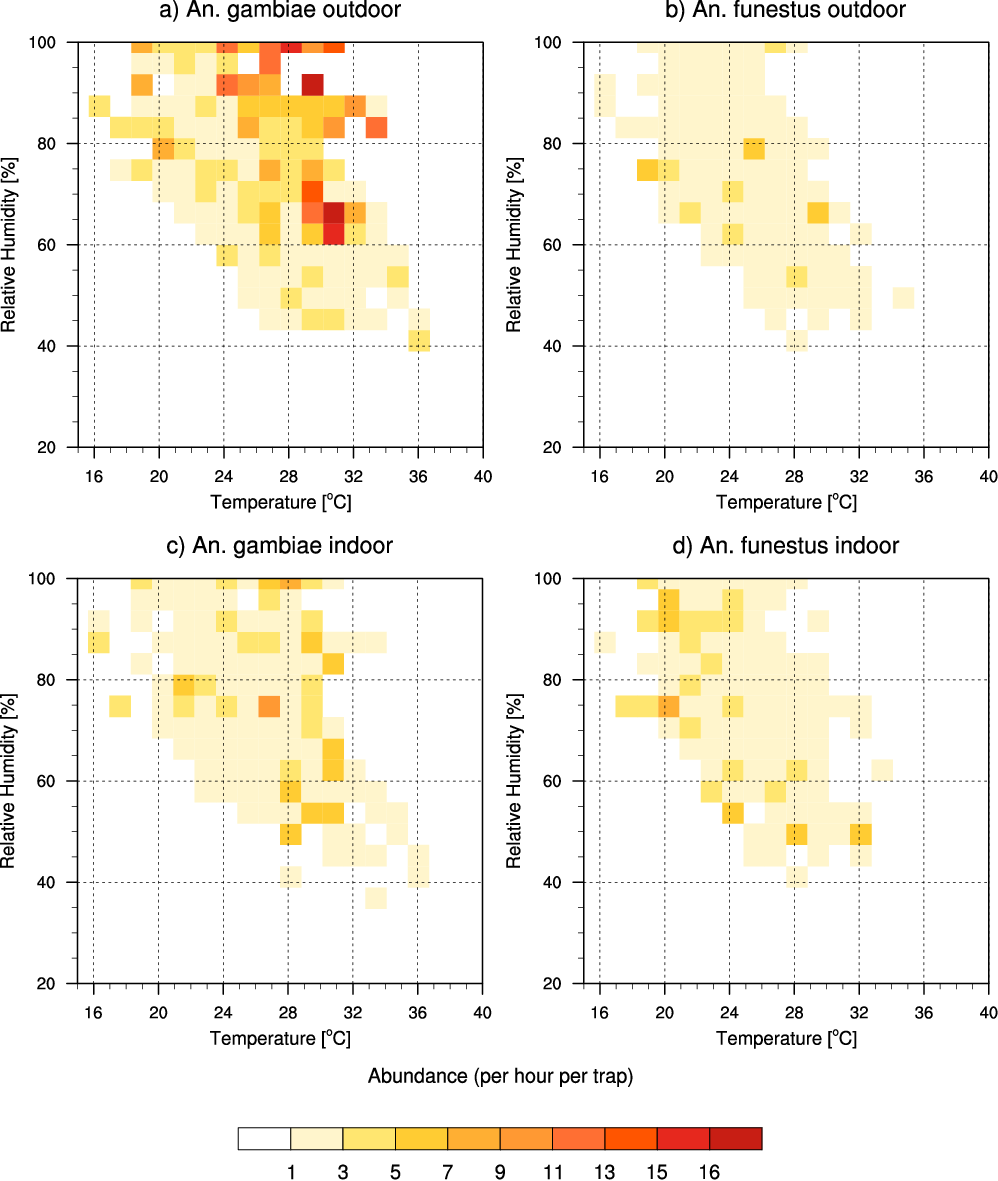 a) An. gambiae outdoor
b) An. funestus outdoor
Relative Humidity [%]
100
80
60
40
20
16 20 24 28 32 36 40
Temperature [°C]
Relative Humidity [%]
100
80
60
40
20
16 20 24 28 32 36 40
Temperature [°C]
c) An. gambiae indoor
d) An. funestus indoor
Relative Humidity [%]
100
80
60
40
20
16 20 24 28 32 36 40
Temperature [°C]
Relative Humidity [%]
100
80
60
40
20
16 20 24 28 32 36 40
Temperature [°C]
Abundance (per hour per trap)
1 3 5 7 9 11 13 15 16